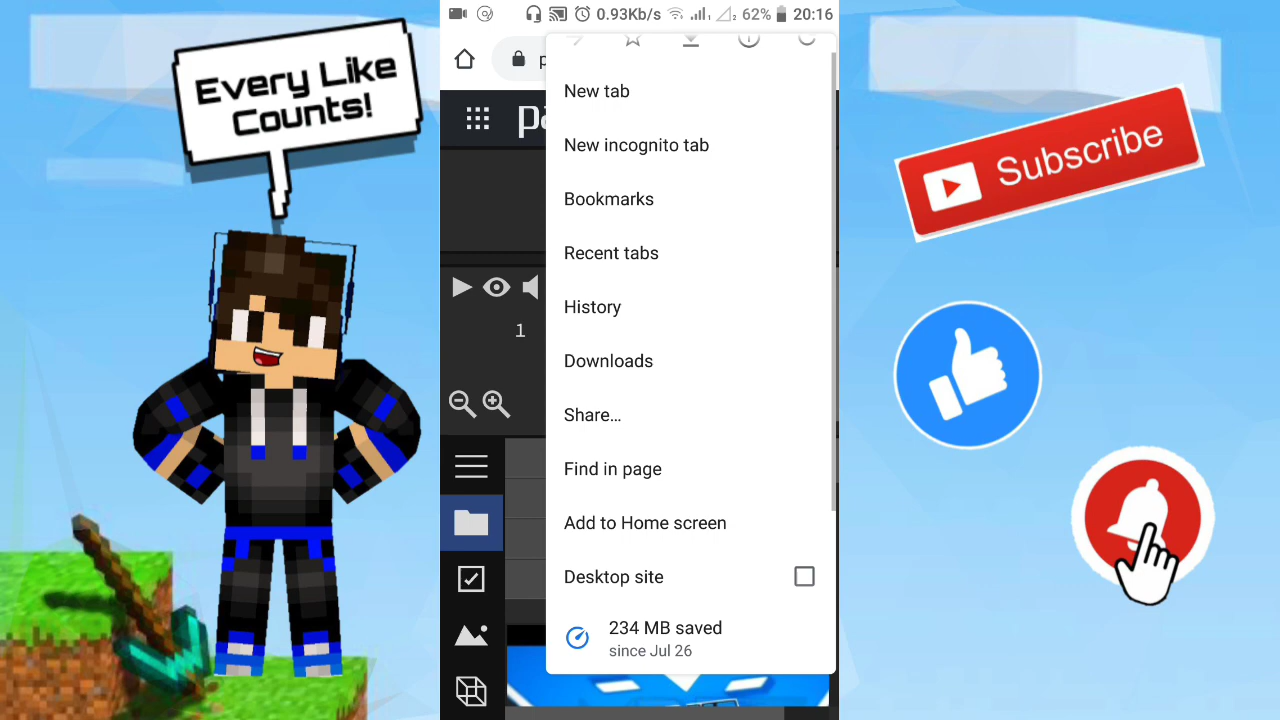 Every Like
Counts!
0.93Kb/s
62%
20:16
New tab
New incognito tab
Bookmarks
Recent tabs
History
1
Downloads
Share...
Find in page
Add to Home screen
Desktop site
234 MB saved
since Jul 26
Subscribe